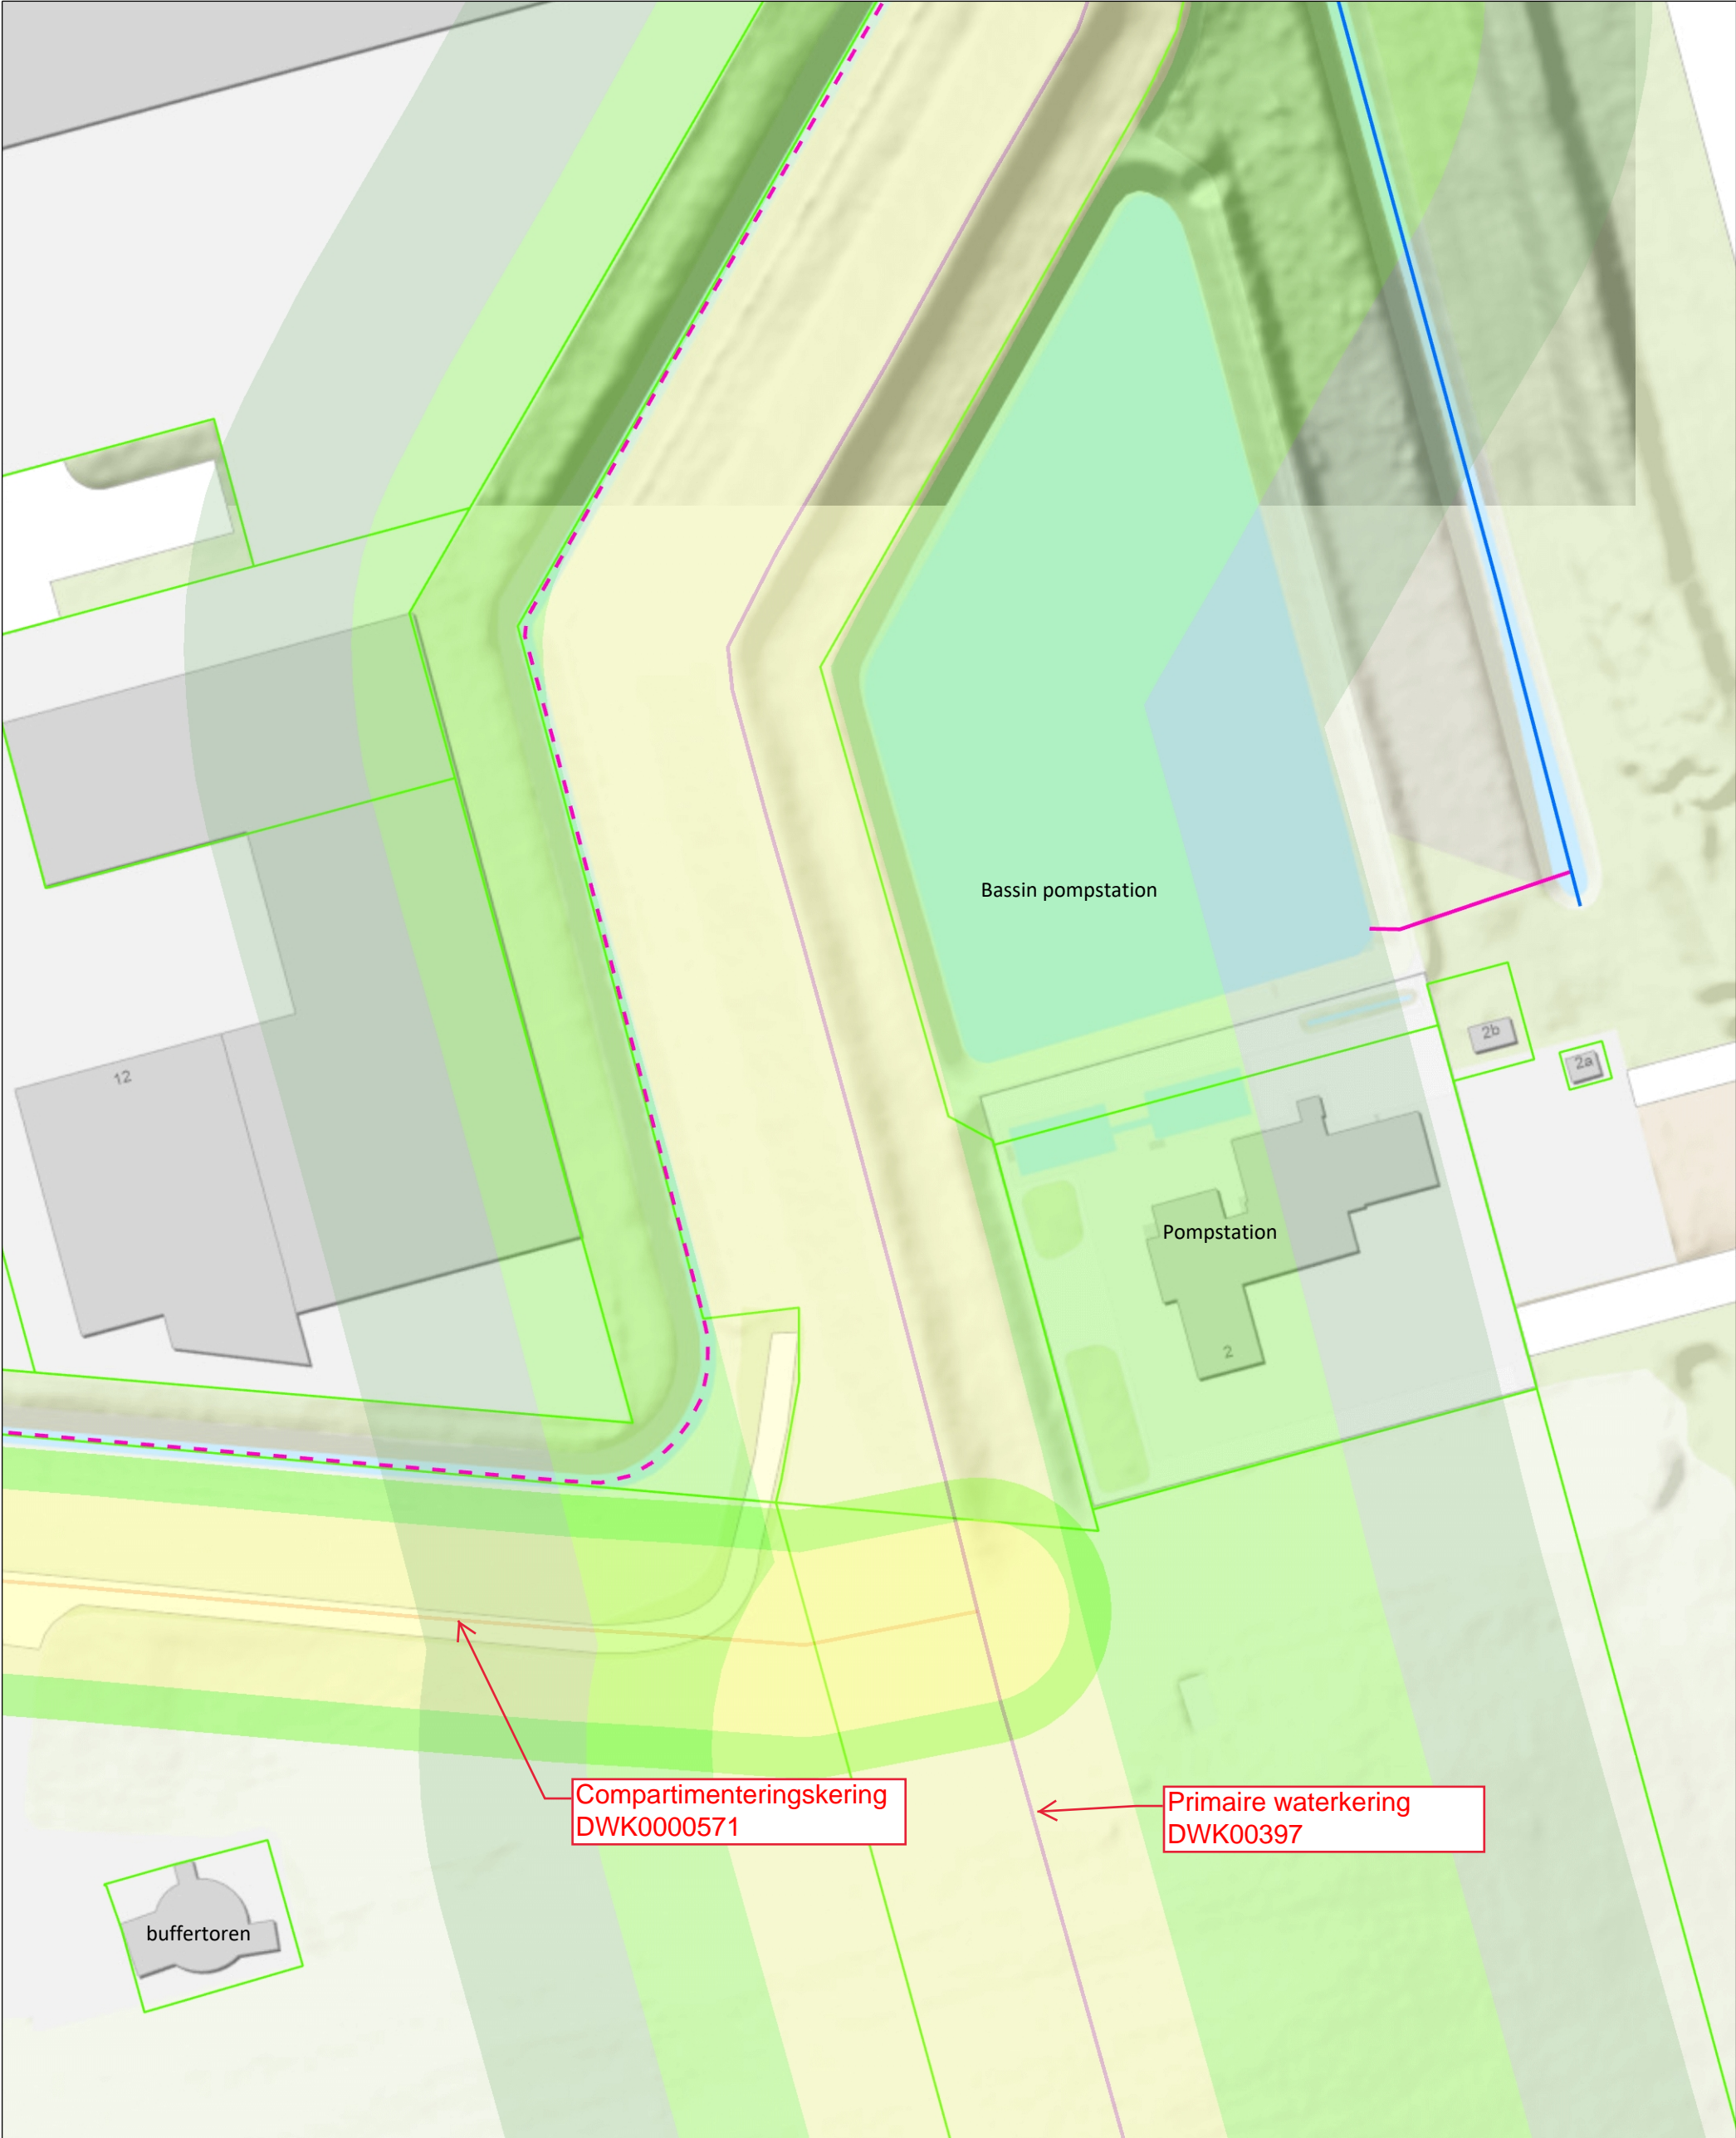 Bassin pompstation
2b
2a
12
Pompstation
2
Compartimenteringskering
DWK0000571
Primaire waterkering
DWK00397
buffertoren